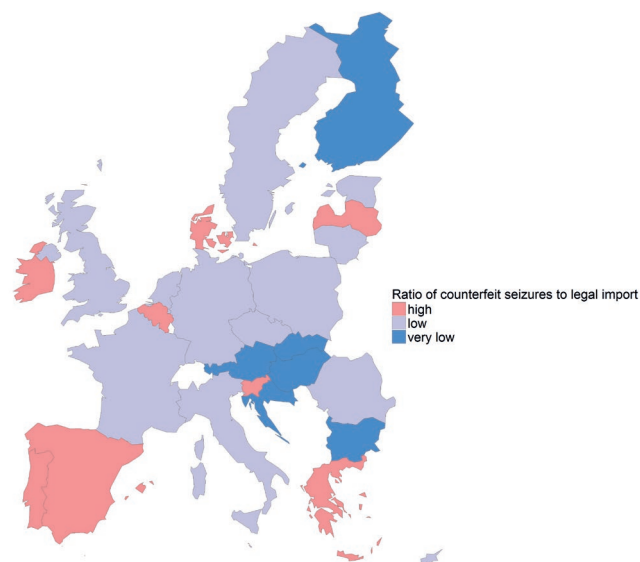 Ratio of counterfeit seizures to legal import
high
low
very low